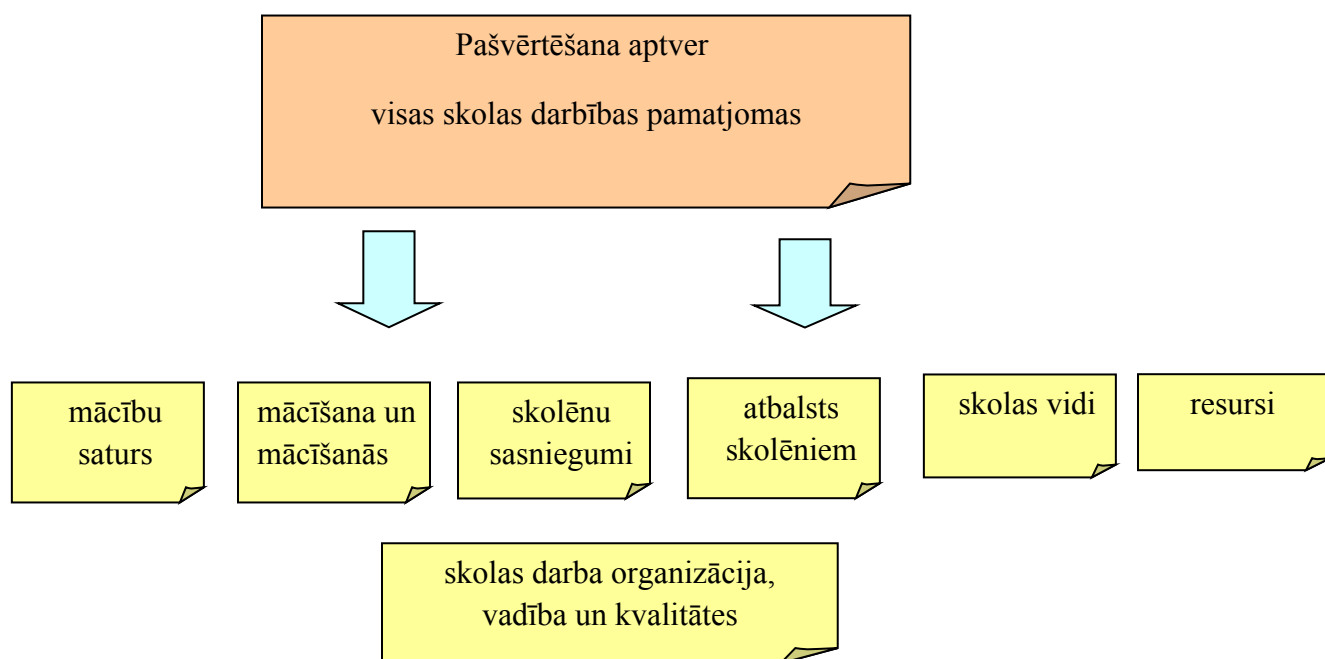 Pašvērtēšana aptver
visas skolas darbības pamatjomas
mācību
saturs
mācīšana un
mācīšanās
skolēnu
sasniegumi
atbalsts
skolēniem
skolas vidi
resursi
skolas darba organizācija,
vadība un kvalitātes